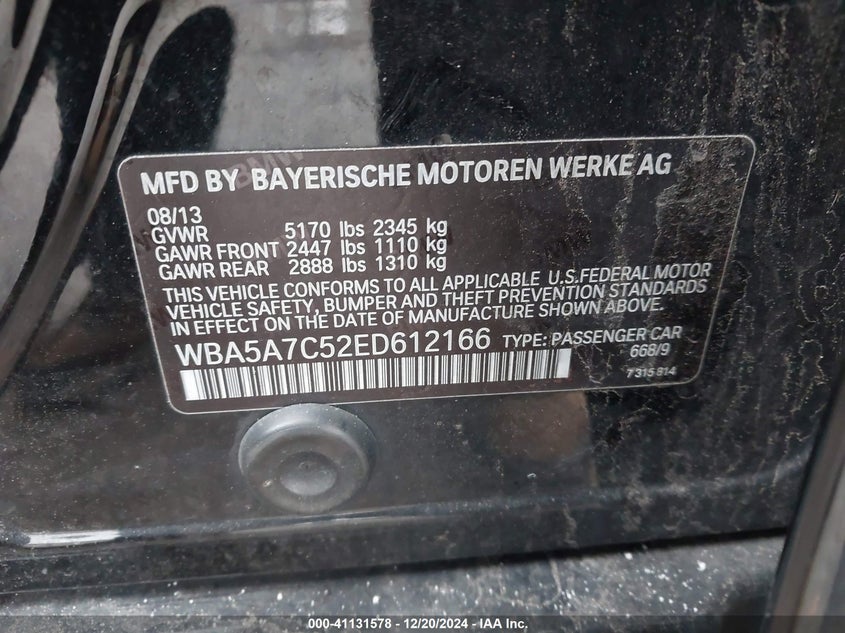 MFD BY BAYERISCHE MOTOREN WERKE AG
08/13
GVWR 5170 lbs 2345 kg
GAWR FRONT 2447 lbs 1110 kg
GAWR REAR 2888 lbs 1310 kg
THIS VEHICLE CONFORMS TO ALL APPLICABLE U.S.FEDERAL MOTOR
VEHICLE SAFETY, BUMPER AND THEFT PREVENTION STANDARDS
IN EFFECT ON THE DATE OF MANUFACTURE SHOWN ABOVE.
WBA5A7C52ED612166 TYPE: PASSENGER CAR
668/9
7 315 814
000-41131578 - 12/20/2024 - IAA Inc.